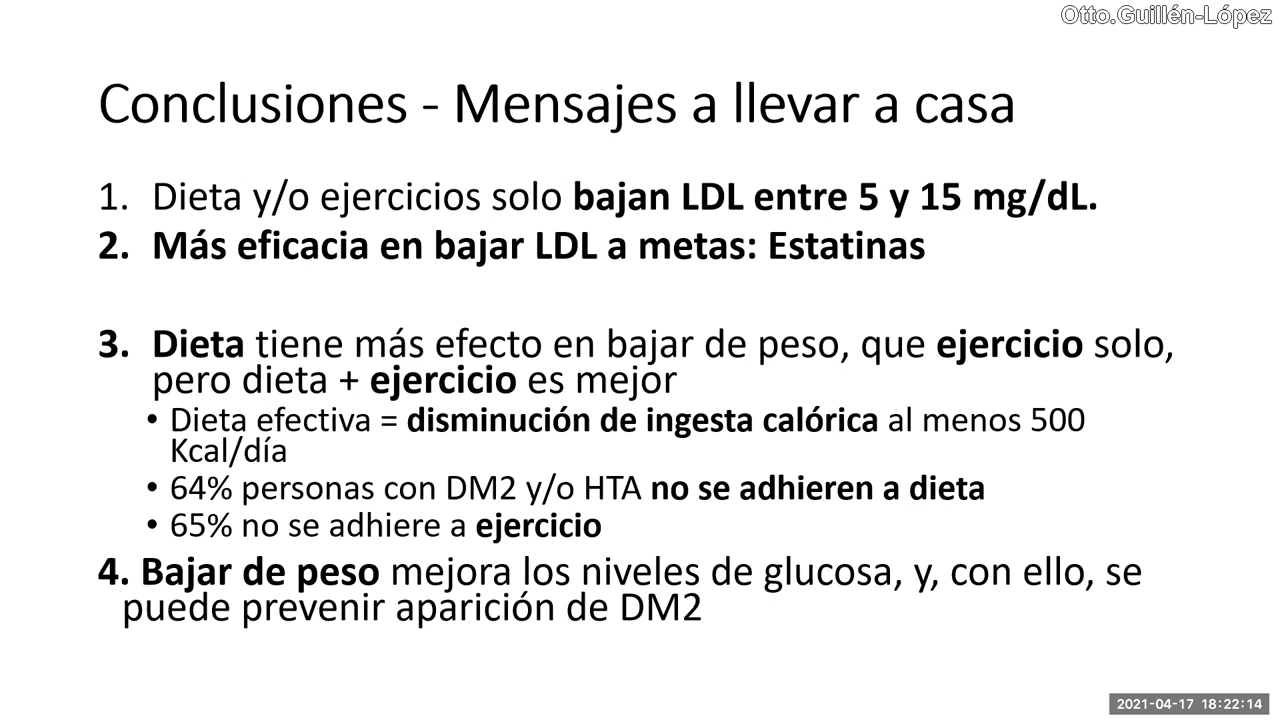 Otto.Guillén-López
Conclusiones - Mensajes a llevar a casa
1. Dieta y/o ejercicios solo bajan LDL entre 5 y 15 mg/dL.
2. Más eficacia en bajar LDL a metas: Estatinas
3. Dieta tiene más efecto en bajar de peso, que ejercicio solo,
pero dieta + ejercicio es mejor
• Dieta efectiva = disminución de ingesta calórica al menos 500
Kcal/día
• 64% personas con DM2 y/o HTA no se adhieren a dieta
• 65% no se adhiere a ejercicio
4. Bajar de peso mejora los niveles de glucosa, y, con ello, se
puede prevenir aparición de DM2
2021-04-17 18:22:14